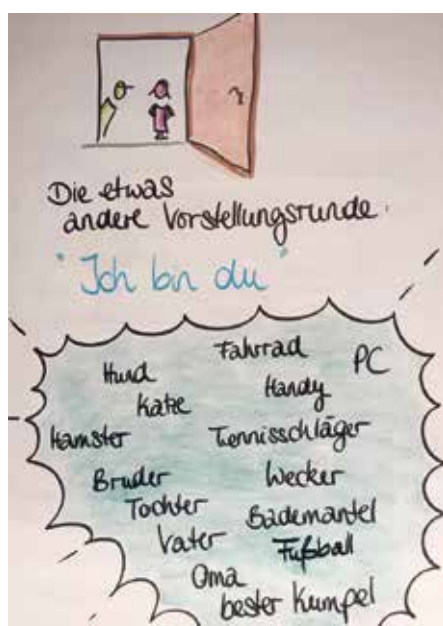 Die etwas
andere Vorstellungsrunde.
"Ich bin du"
Fahrrad
PC
Hund
Handy
Katze
Hamster
Tennisschläger
Bruder
Wecker
Tochter
Bademantel
Vater
Fußball
Oma
bester Kumpel